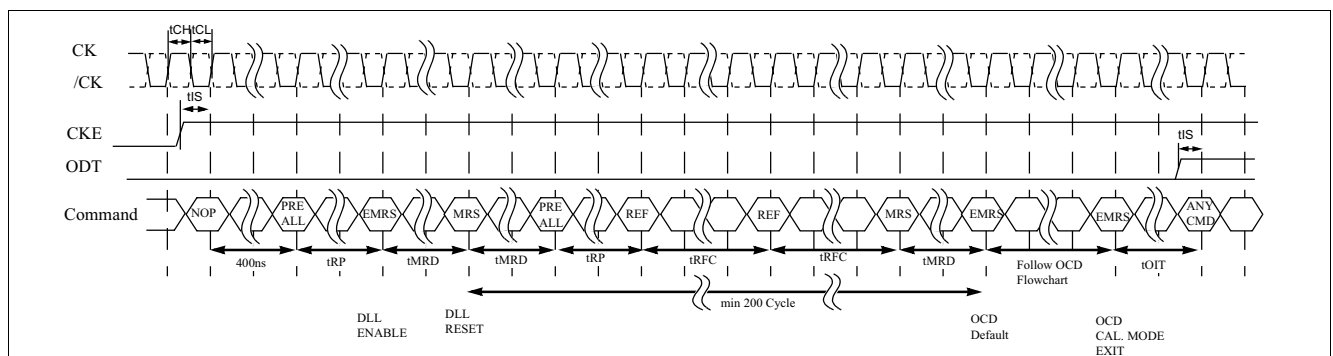 tCH tCL
CK
/CK
tIS
CKE
tIS
ODT
Command
NOP
PRE
ALL
EMRS
MRS
PRE
ALL
REF
REF
MRS
EMRS
EMRS
ANY
CMD
400ns
tRP
tMRD
tMRD
tRP
tRFC
tRFC
tMRD
Follow OCD
Flowchart
tOIT
min 200 Cycle
DLL
ENABLE
DLL
RESET
OCD
Default
OCD
CAL. MODE
EXIT